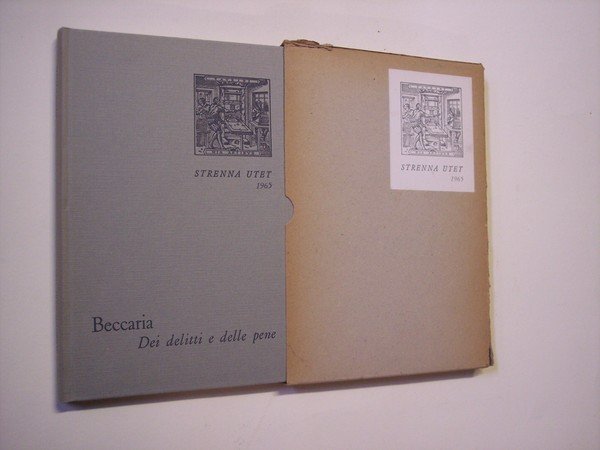 STRENNA UTET
1965
Beccaria
Dei delitti e delle pene
STRENNA UTET
1965